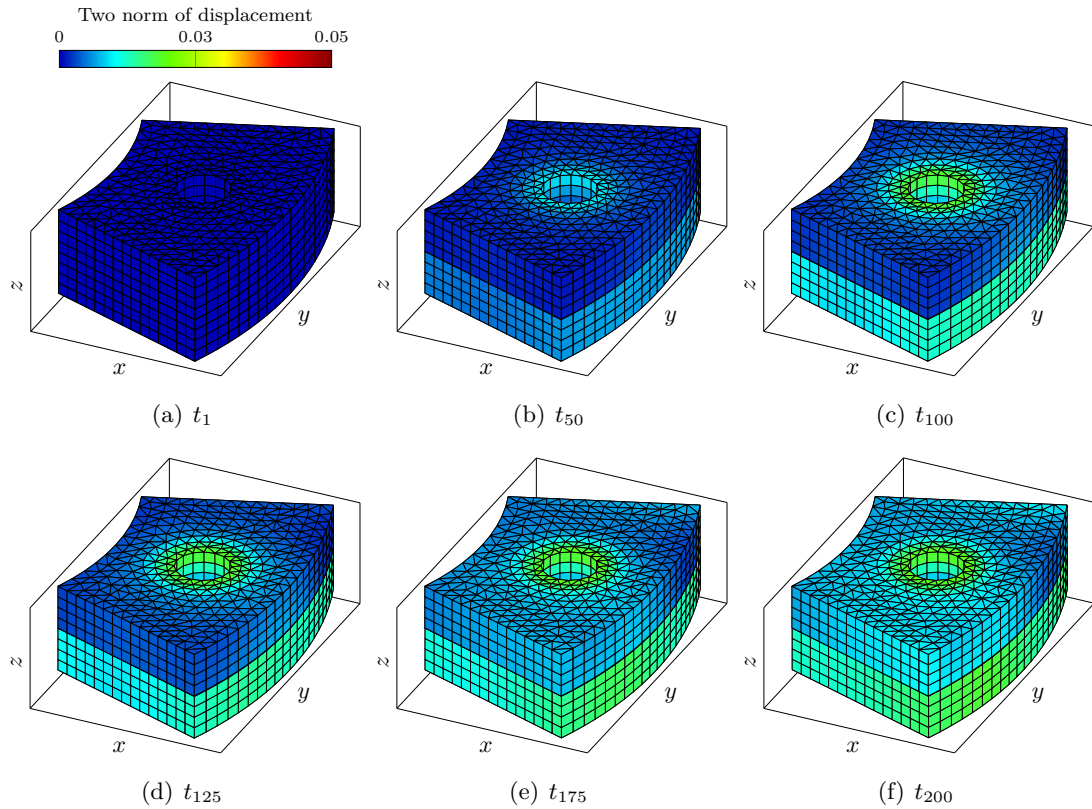 Two norm of displacement
0 0.03 0.05
z x y
z x y
z x y
(a) t1
(b) t50
(c) t100
z x y
z x y
z x y
(d) t125
(e) t175
(f) t200